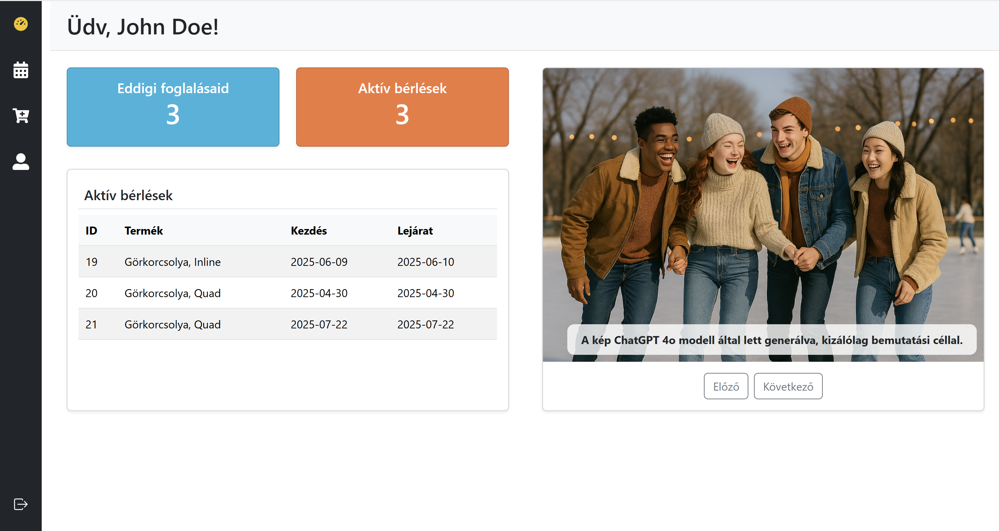 Üdv, John Doe!
Eddigi foglalásaid
3
Aktív bérlések
3
Aktív bérlések
ID Termék Kezdés Lejárat
19 Görkorcsolya, Inline 2025-06-09 2025-06-10
20 Görkorcsolya, Quad 2025-04-30 2025-04-30
21 Görkorcsolya, Quad 2025-07-22 2025-07-22
A kép ChatGPT 4o modell által lett generálva, kizálólag bemutatási céllal.
Előző Következő